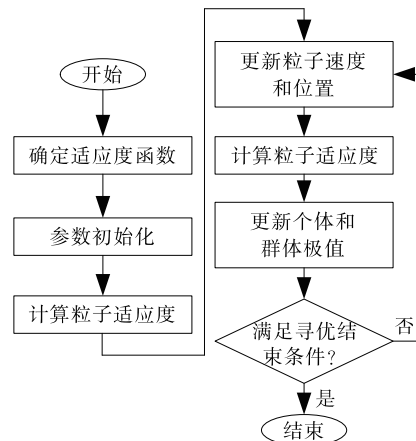 开始
确定适应度函数
参数初始化
计算粒子适应度
更新粒子速度
和位置
计算粒子适应度
更新个体和
群体极值
满足寻优结
束条件?
否
是
结束